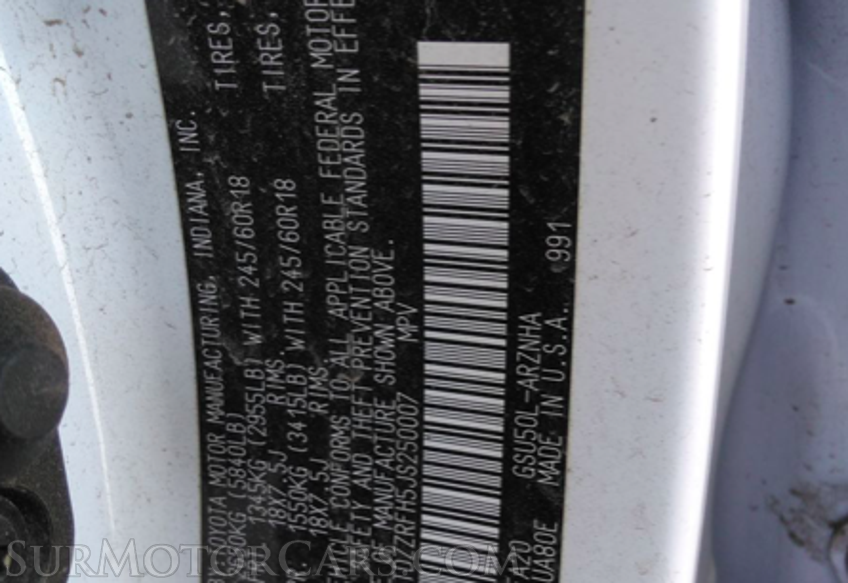 TOYOTA MOTOR MANUFACTURING, INDIANA, INC.
(5840LB)
1345KG (2955LB) WITH 245/60R18 TIRES,
18X7.5J RIMS.
1550KG (3415LB) WITH 245/60R18 TIRES,
18X7.5J RIMS.
CONFORMS TO ALL APPLICABLE FEDERAL MOTOR
AND THEFT PREVENTION STANDARDS IN EFFE
MANUFACTURE SHOWN ABOVE.
ZZRFH5JS250007 MPV
A20 GSU50L-ARZNHA
UA80E MADE IN U.S.A. 991
SurMotorCars.com